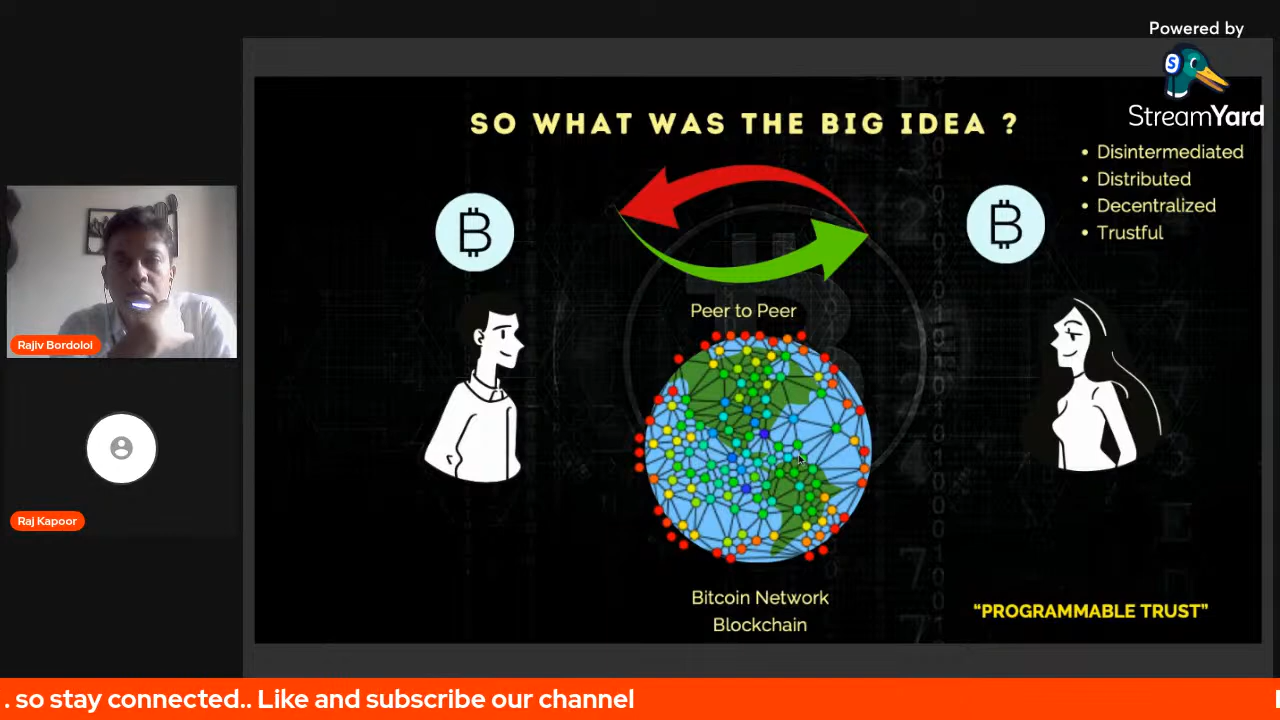 Powered by
StreamYard
SO WHAT WAS THE BIG IDEA ?
• Disintermediated
• Distributed
• Decentralized
• Trustful
Peer to Peer
Rajiv Bordoloi
Raj Kapoor
Bitcoin Network
Blockchain
“PROGRAMMABLE TRUST”
. so stay connected.. Like and subscribe our channel